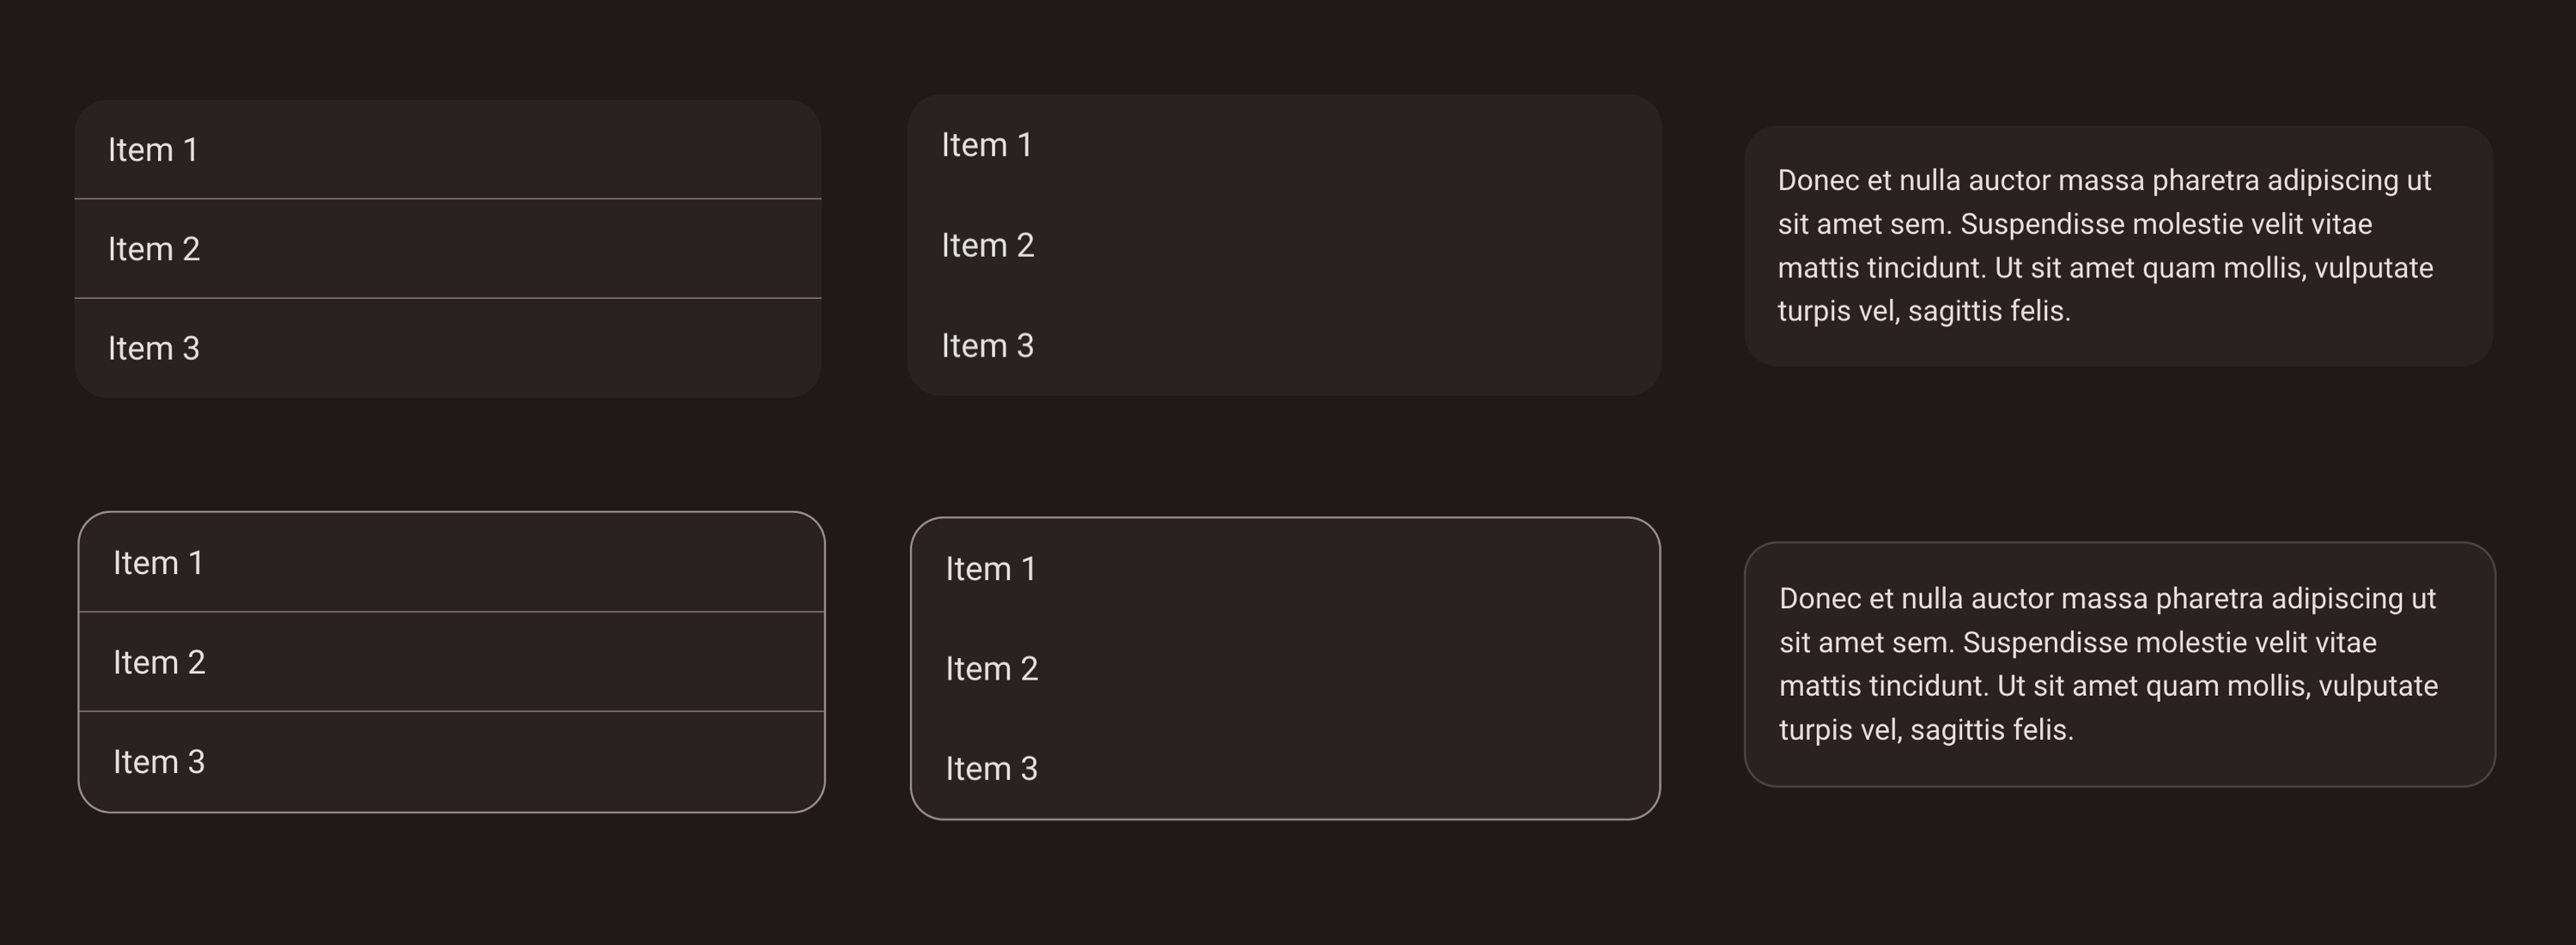 Item 1
Item 2
Item 3
Item 1
Item 2
Item 3
Donec et nulla auctor massa pharetra adipiscing ut
sit amet sem. Suspendisse molestie velit vitae
mattis tincidunt. Ut sit amet quam mollis, vulputate
turpis vel, sagittis felis.
Item 1
Item 2
Item 3
Item 1
Item 2
Item 3
Donec et nulla auctor massa pharetra adipiscing ut
sit amet sem. Suspendisse molestie velit vitae
mattis tincidunt. Ut sit amet quam mollis, vulputate
turpis vel, sagittis felis.